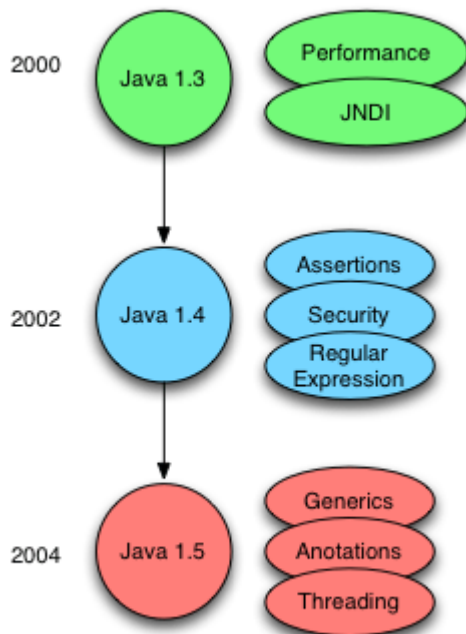 2000
Java 1.3
Performance
JNDI
2002
Java 1.4
Assertions
Security
Regular
Expression
2004
Java 1.5
Generics
Anotations
Threading